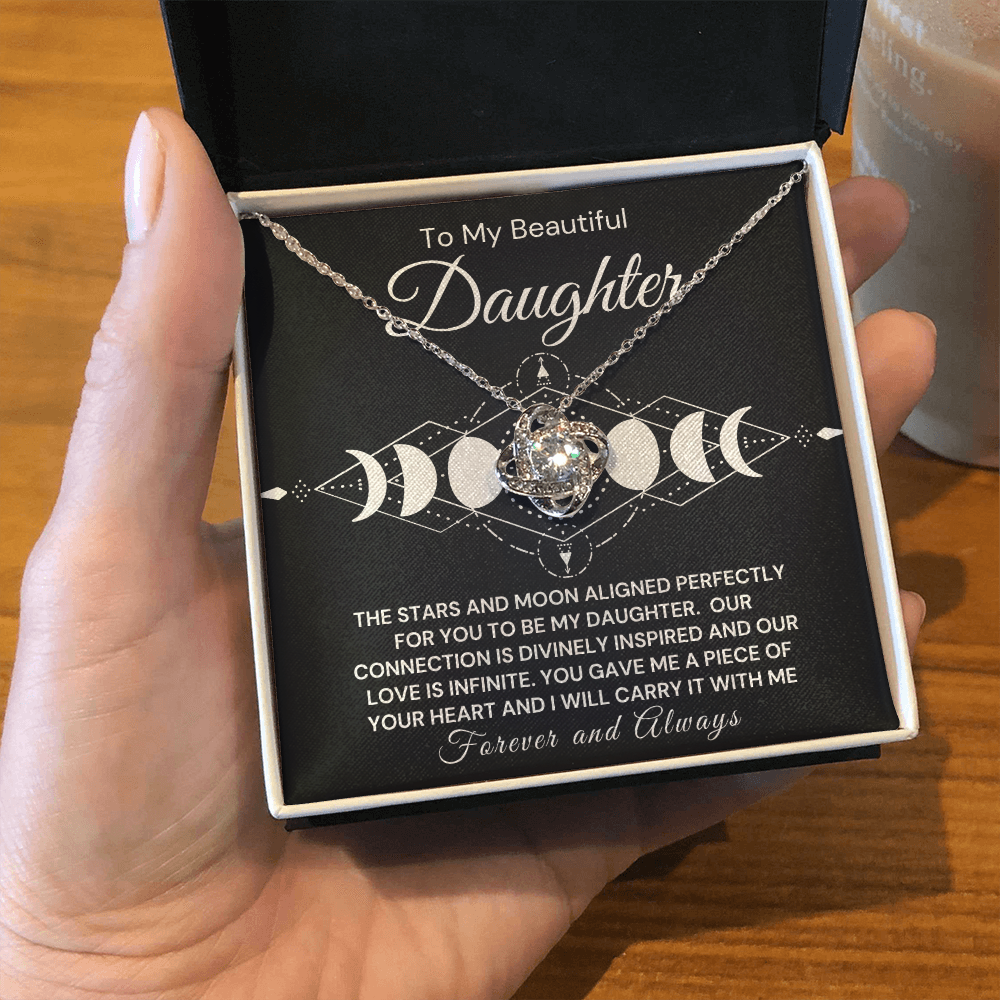 To My Beautiful
Daughter
THE STARS AND MOON ALIGNED PERFECTLY
FOR YOU TO BE MY DAUGHTER. OUR
CONNECTION IS DIVINELY INSPIRED AND OUR
LOVE IS INFINITE. YOU GAVE ME A PIECE OF
YOUR HEART AND I WILL CARRY IT WITH ME
Forever and Always